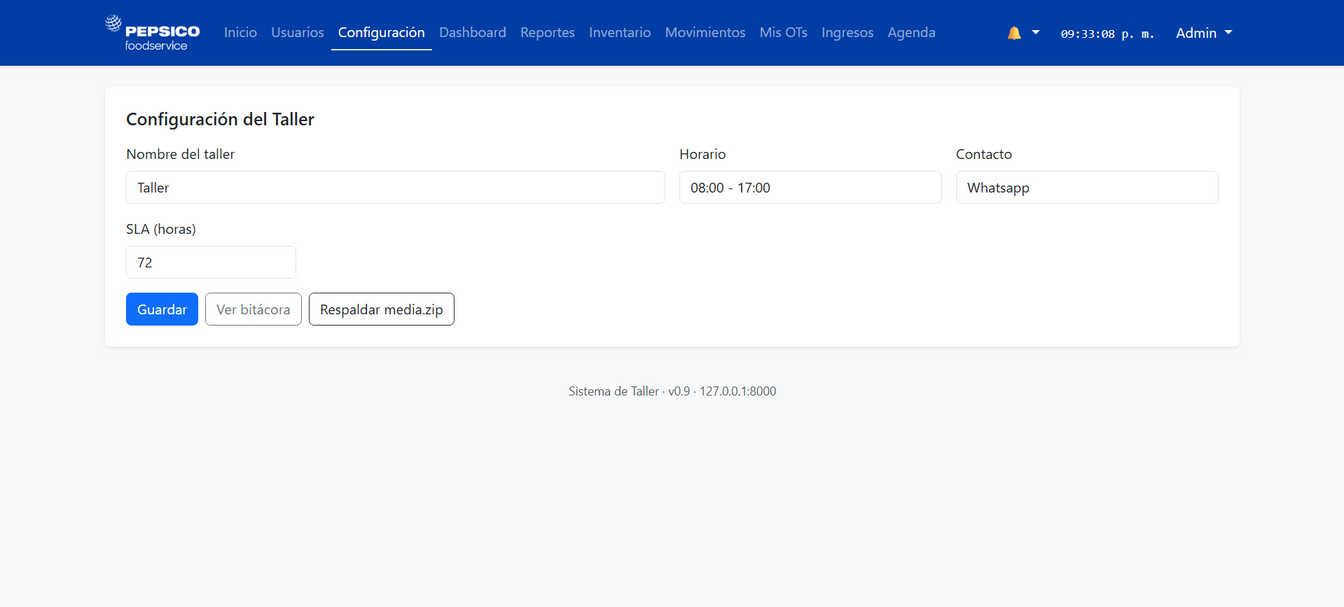 PEPSICO
foodservice
Inicio Usuarios Configuración Dashboard Reportes Inventario Movimientos Mis OTs Ingresos Agenda 09:33:08 p. m. Admin
Configuración del Taller
Nombre del taller Horario Contacto
Taller 08:00 - 17:00 Whatsapp
SLA (horas)
72
Guardar Ver bitácora Respaldar media.zip
Sistema de Taller · v0.9 · 127.0.0.1:8000